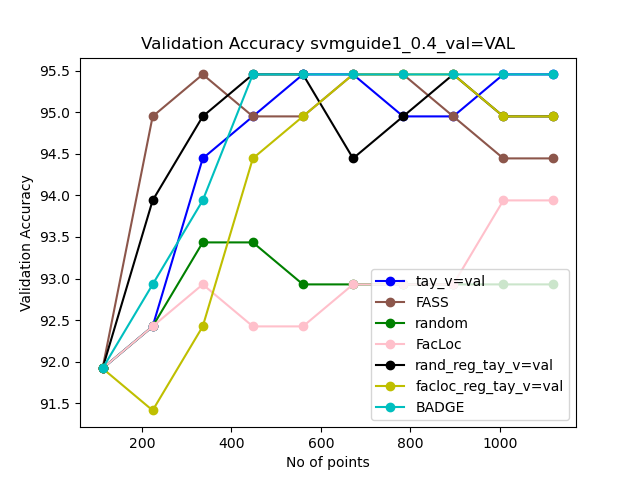 Validation Accuracy svmguide1_0.4_val=VAL
95.5
95.0
94.5
94.0
93.5
93.0
92.5
92.0
91.5
Validation Accuracy
tay_v=val
FASS
random
FacLoc
rand_reg_tay_v=val
facloc_reg_tay_v=val
BADGE
200 400 600 800 1000
No of points